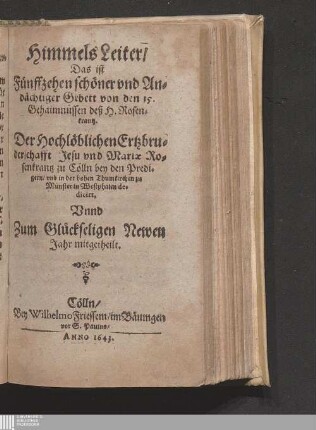 Himmels Leiter/
Das ist
Fünffzehen schöner vnd An-
dächtiger Gebett von den 15.
Gehaimnussen deß H. Rosen-
krantz.
Der Hochlöblichen Ertzbru-
derschafft Jesu vnd Mariæ Ro-
senkrantz zu Cölln bey den Predi-
gern/ vnd in der hohen Thumkirchen zu
Münster in Westphalen de-
diciert.
Vnnd
Zum Glückseligen Newen
Jahr mitgetheilt.
Cölln/
Bey Wilhelmo Friessem/ im Bäumgen
vor S. Paulus/
ANNO 1643.